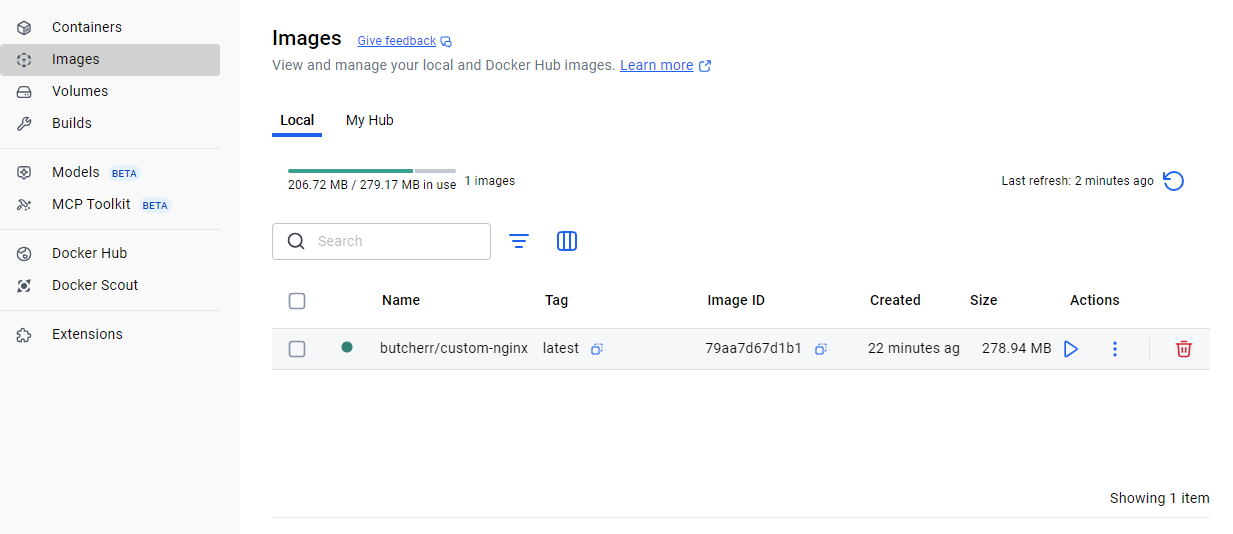 Containers
Images
Volumes
Builds
Models BETA
MCP Toolkit BETA
Docker Hub
Docker Scout
Extensions
Images Give feedback
View and manage your local and Docker Hub images. Learn more
Local My Hub
206.72 MB / 279.17 MB in use 1 images Last refresh: 2 minutes ago
Search
Name Tag Image ID Created Size Actions
butcherr/custom-nginx latest 79aa7d67d1b1 22 minutes ag 278.94 MB
Showing 1 item